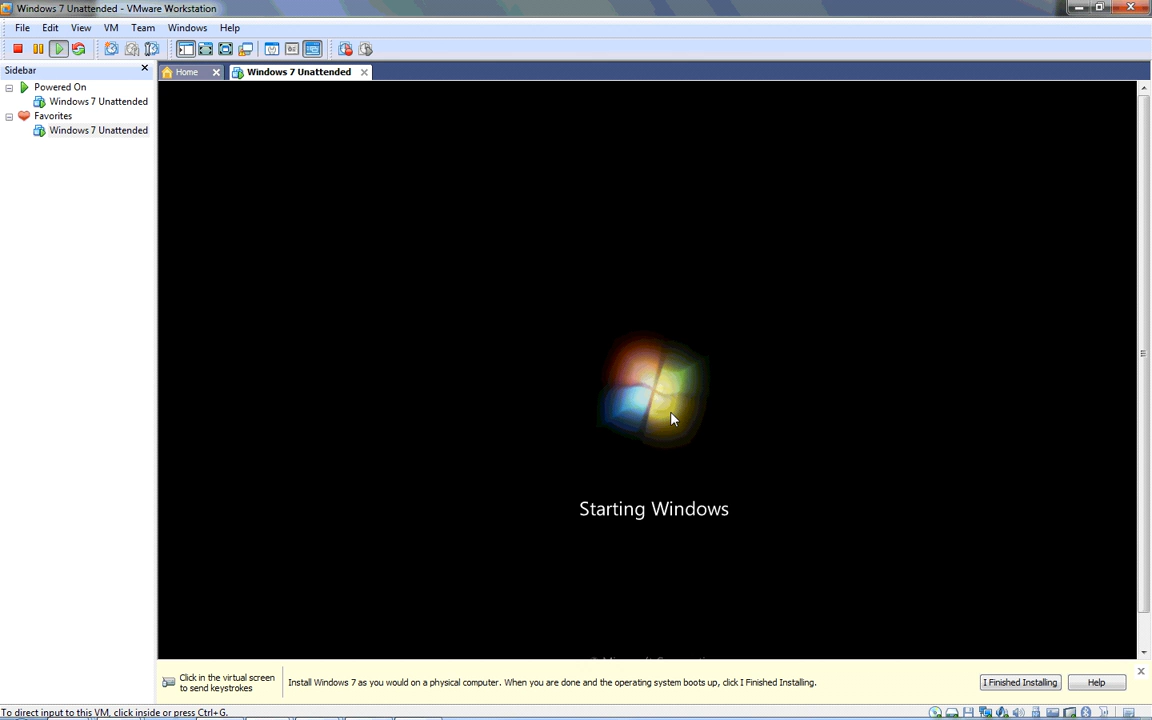 Windows 7 Unattended - VMware Workstation
File Edit View VM Team Windows Help
Sidebar
Home
Windows 7 Unattended
Powered On
Windows 7 Unattended
Favorites
Windows 7 Unattended
Starting Windows
Click in the virtual screen
to send keystrokes
Install Windows 7 as you would on a physical computer. When you are done and the operating system boots up, click I Finished Installing.
I Finished Installing
Help
To direct input to this VM, click inside or press Ctrl+G.